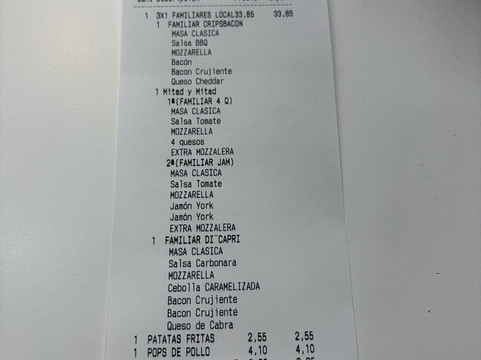 1 3X1 FAMILIARES LOCAL33,85 33,85
1 FAMILIAR CRIPSBACON
MASA CLASICA
Salsa BBQ
MOZZARELLA
Bacón
Bacon Crujiente
Queso Cheddar
1 Mitad y Mitad
1ª(FAMILIAR 4 Q)
MASA CLASICA
Salsa Tomate
MOZZARELLA
4 quesos
EXTRA MOZZALERA
2ª(FAMILIAR JAM)
MASA CLASICA
Salsa Tomate
MOZZARELLA
Jamón York
Jamón York
EXTRA MOZZALERA
1 FAMILIAR DI¨CAPRI
MASA CLASICA
Salsa Carbonara
MOZZARELLA
Cebolla CARAMELIZADA
Bacon Crujiente
Bacon Crujiente
Queso de Cabra
1 PATATAS FRITAS 2,55 2,55
1 POPS DE POLLO 4,10 4,10